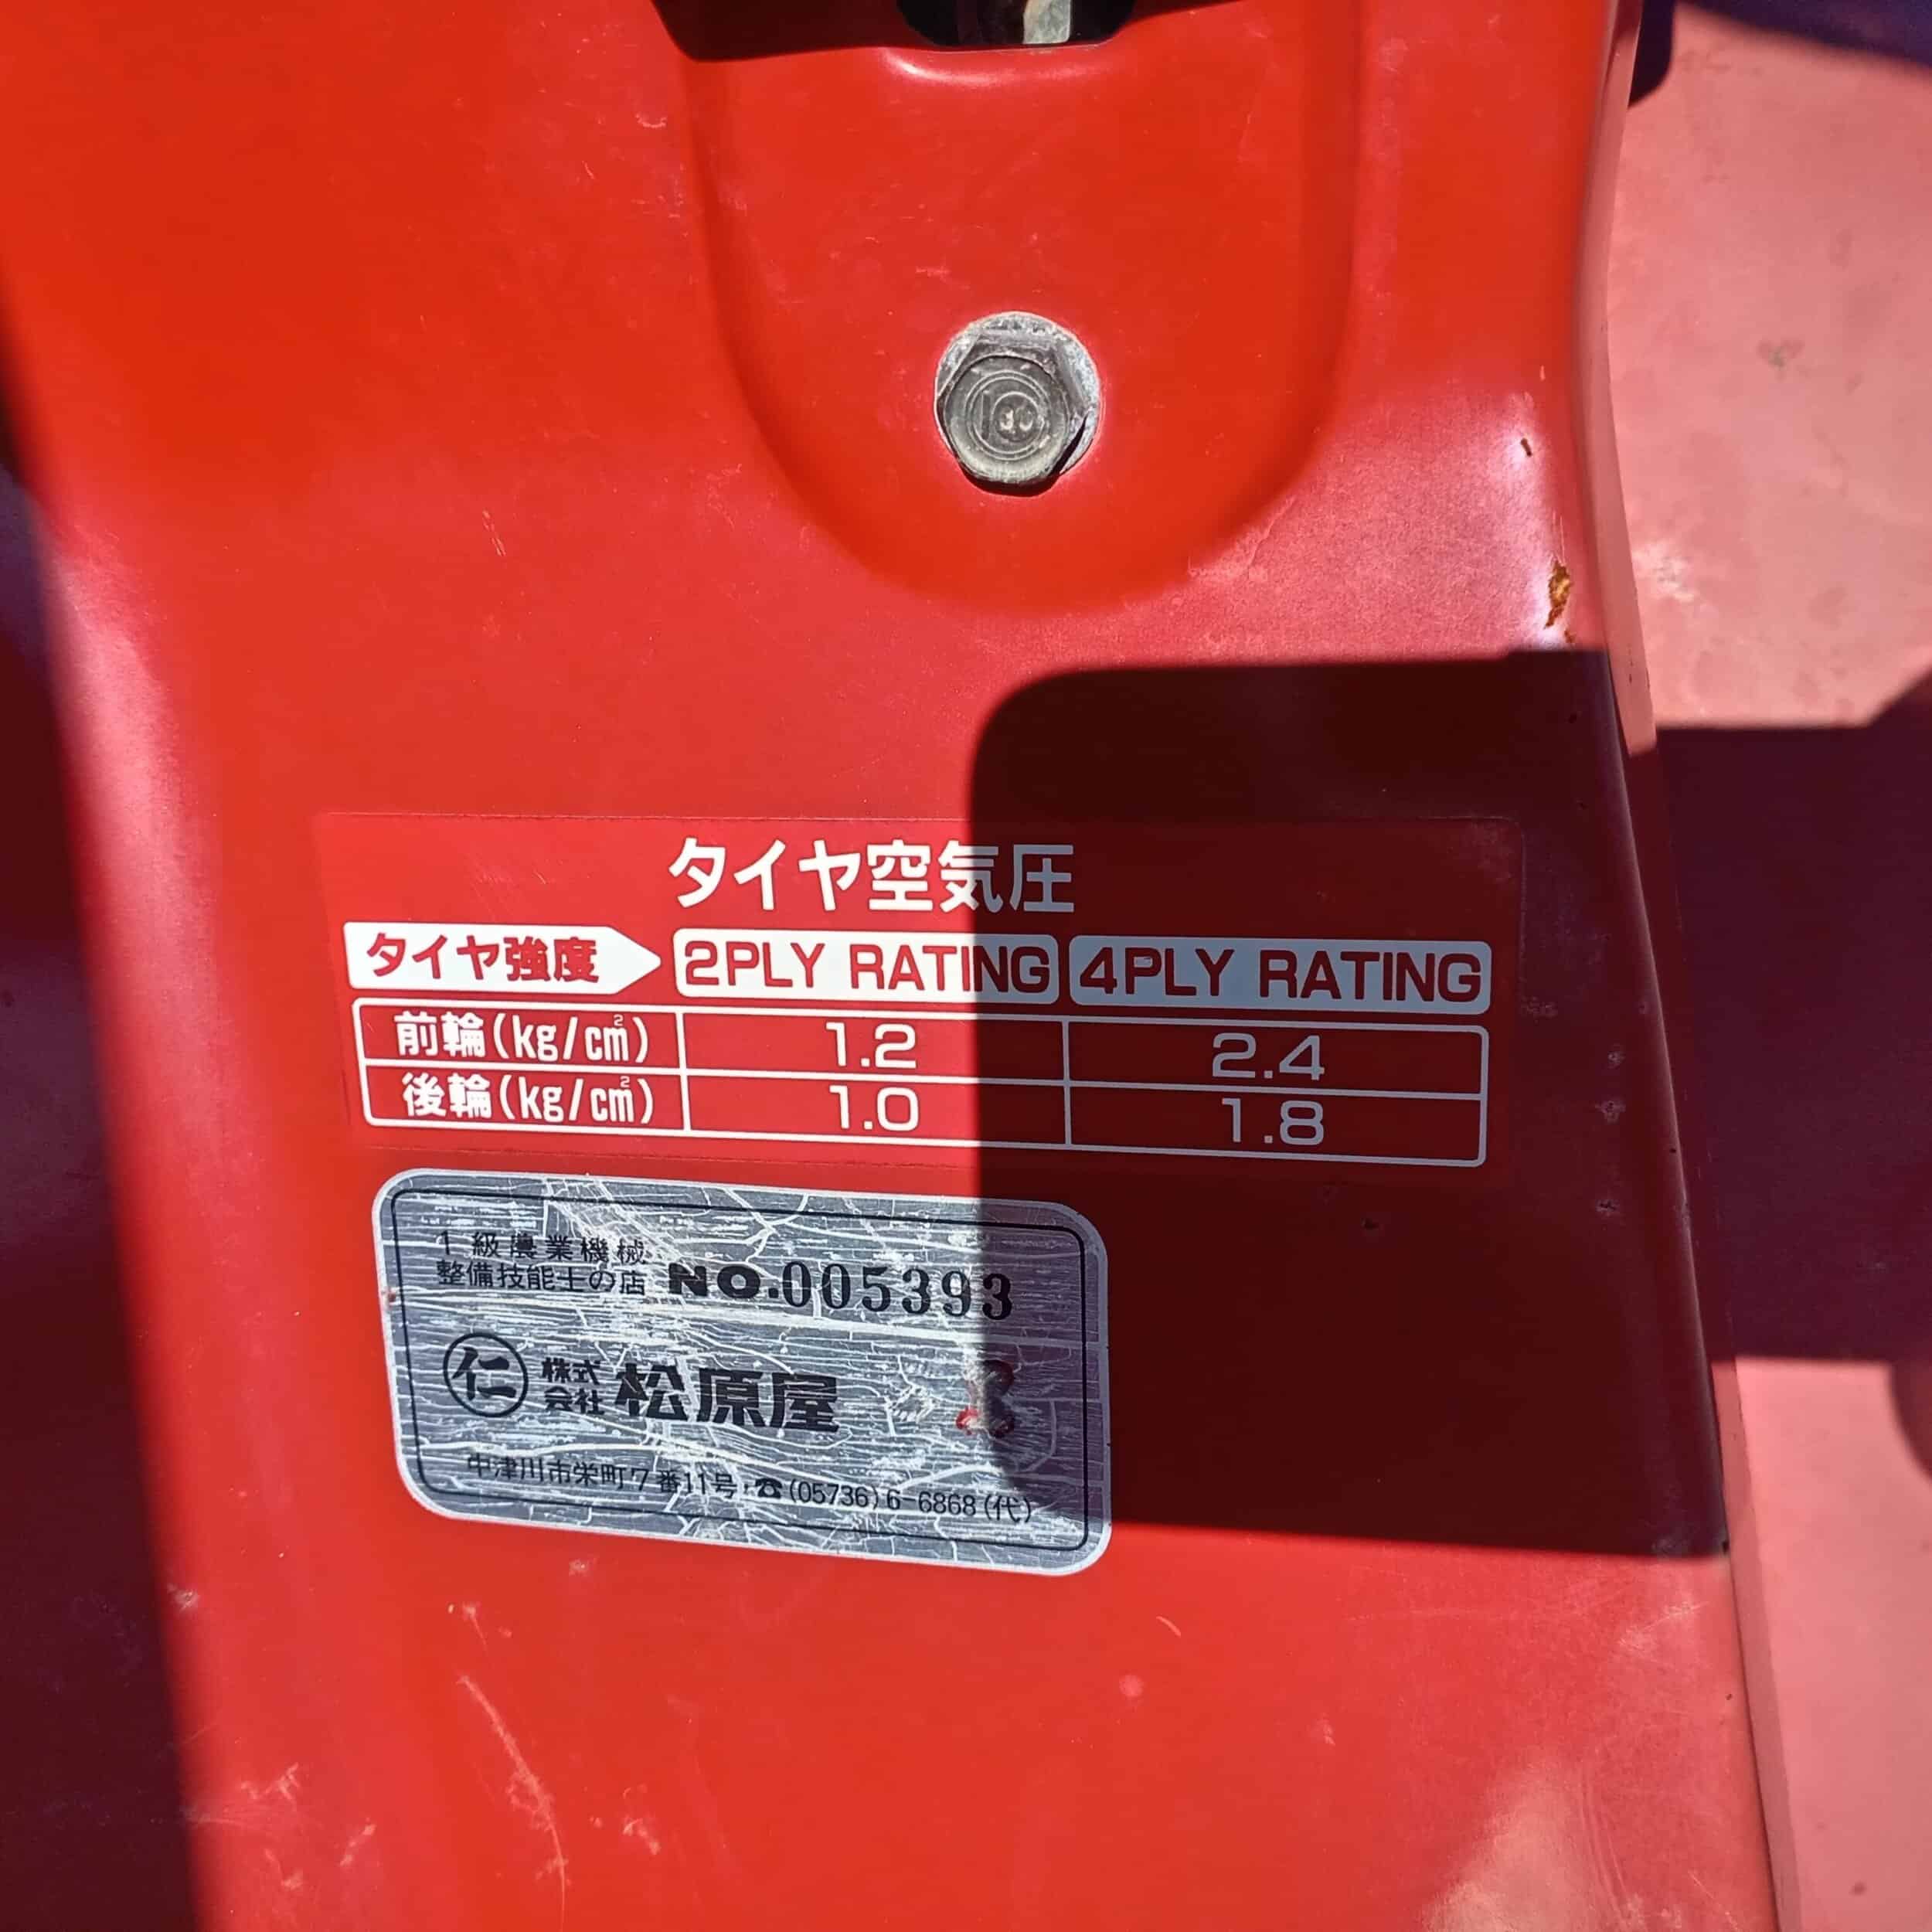 タイヤ空気圧
タイヤ強度 2PLY RATING 4PLY RATING
前輪(kg/cm²) 1.2 2.4
後輪(kg/cm²) 1.0 1.8
1級農業機械
整備技能士の店 NO.005393
仁 株式会社 松原屋
中津川市栄町7番11号・☎(05736)6-6868(代)